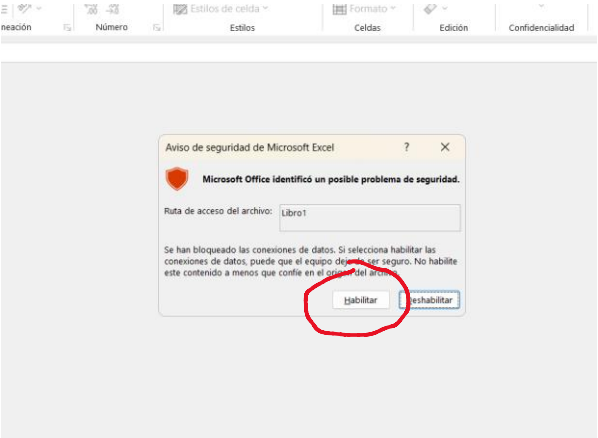 Estilos de celda
Formato
neación
Número
Estilos
Celdas
Edición
Confidencialidad
Aviso de seguridad de Microsoft Excel ? ×
Microsoft Office identificó un posible problema de seguridad.
Ruta de acceso del archivo: Libro1
Se han bloqueado las conexiones de datos. Si selecciona habilitar las
conexiones de datos, puede que el equipo deje de ser seguro. No habilite
este contenido a menos que confíe en el origen del archivo.
Habilitar
Deshabilitar